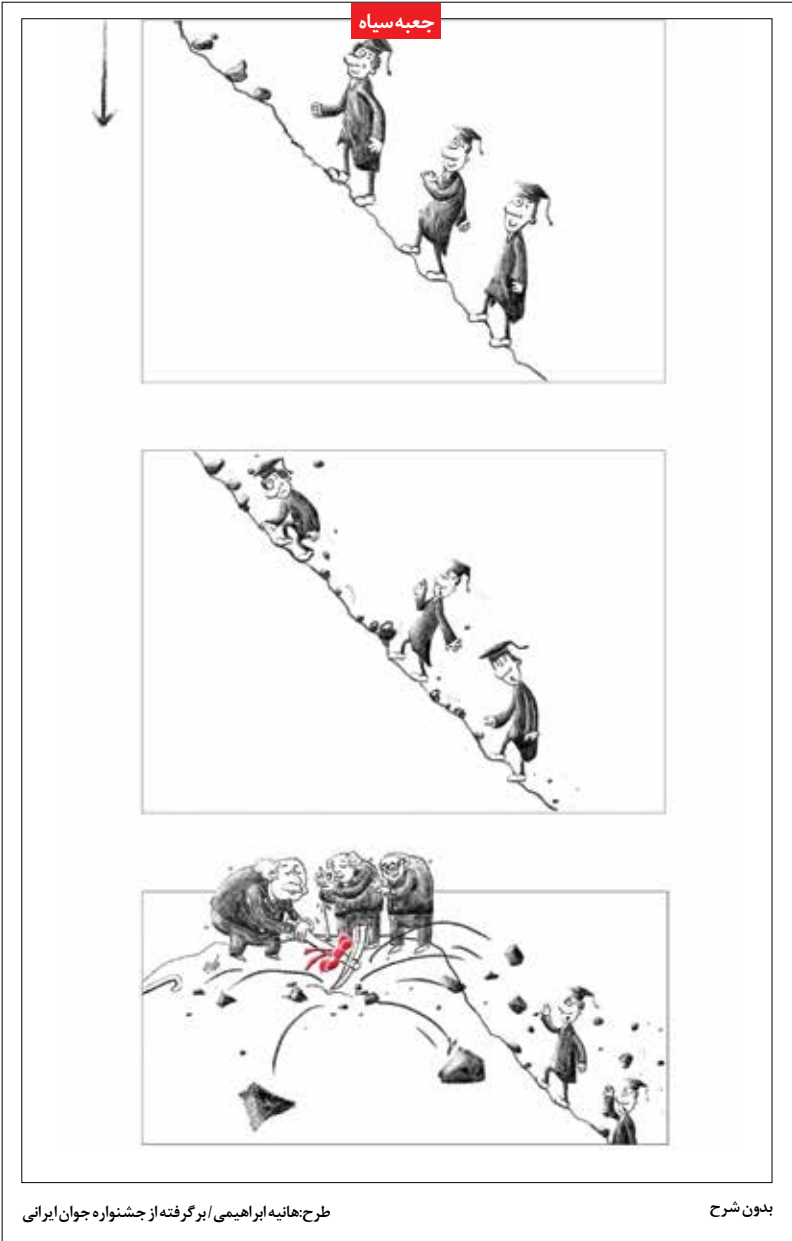 جعبه سیاه
بدون شرح
طرح:هانیه ابراهیمی/برگرفته از جشنواره جوان ایرانی